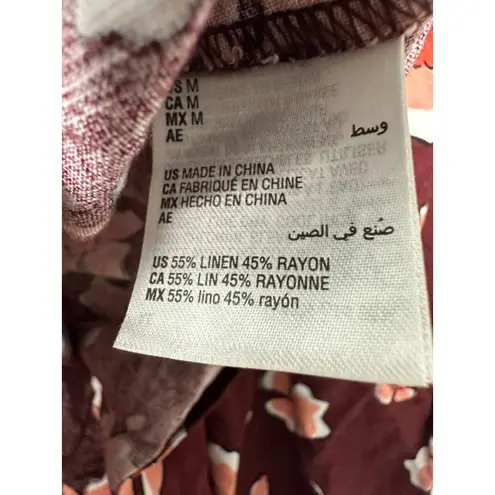 US M
CA M
MX M
AE وسط
US MADE IN CHINA
CA FABRIQUÉ EN CHINE
MX HECHO EN CHINA
AE
صُنع في الصين
US 55% LINEN 45% RAYON
CA 55% LIN 45% RAYONNE
MX 55% lino 45% rayón